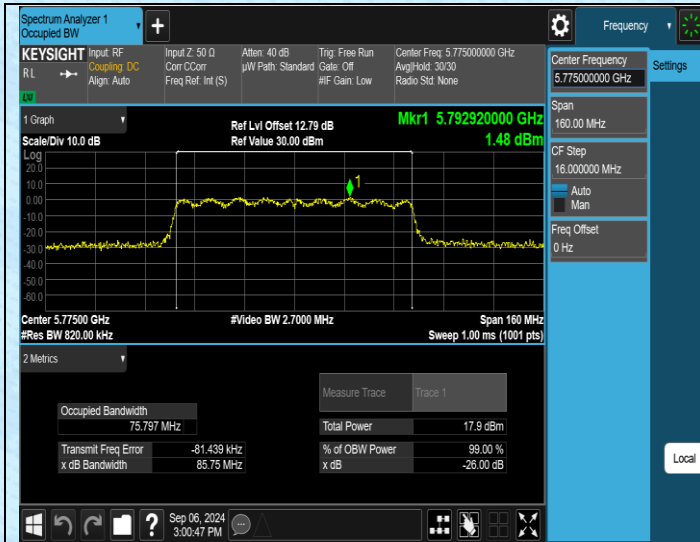 Spectrum Analyzer 1
Occupied BW
Frequency
KEYSIGHT
RL
LXI
Input: RF
Coupling: DC
Align: Auto
Input Z: 50 Ω
Corr CCorr
Freq Ref: Int (S)
Atten: 40 dB
µW Path: Standard
Trig: Free Run
Gate: Off
#IF Gain: Low
Center Freq: 5.775000000 GHz
Avg|Hold: 30/30
Radio Std: None
Center Frequency
5.775000000 GHz
Settings
Span
160.00 MHz
CF Step
16.000000 MHz
Auto
Man
Freq Offset
0 Hz
1 Graph
Scale/Div 10.0 dB
Ref Lvl Offset 12.79 dB
Ref Value 30.00 dBm
Mkr1 5.792920000 GHz
1.48 dBm
Log
20.0
10.0
0.00
-10.0
-20.0
-30.0
-40.0
-50.0
-60.0
1
Center 5.77500 GHz
#Res BW 820.00 kHz
#Video BW 2.7000 MHz
Span 160 MHz
Sweep 1.00 ms (1001 pts)
2 Metrics
Measure Trace
Trace 1
Occupied Bandwidth
75.797 MHz
Total Power
17.9 dBm
Transmit Freq Error
-81.439 kHz
% of OBW Power
99.00 %
x dB Bandwidth
85.75 MHz
x dB
-26.00 dB
Local
?
Sep 06, 2024
3:00:47 PM